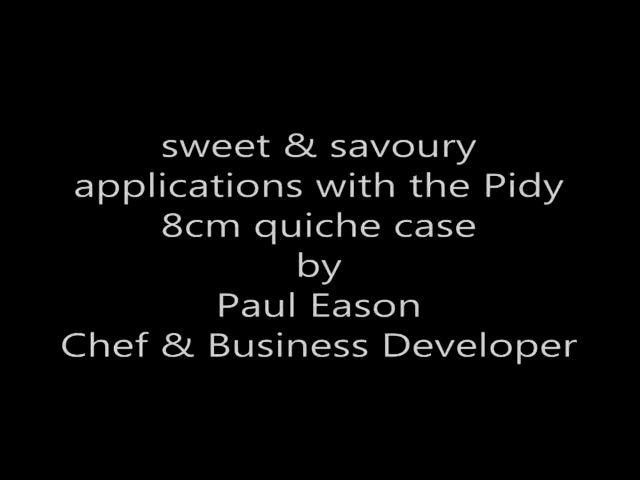 sweet & savoury
applications with the Pidy
8cm quiche case
by
Paul Eason
Chef & Business Developer